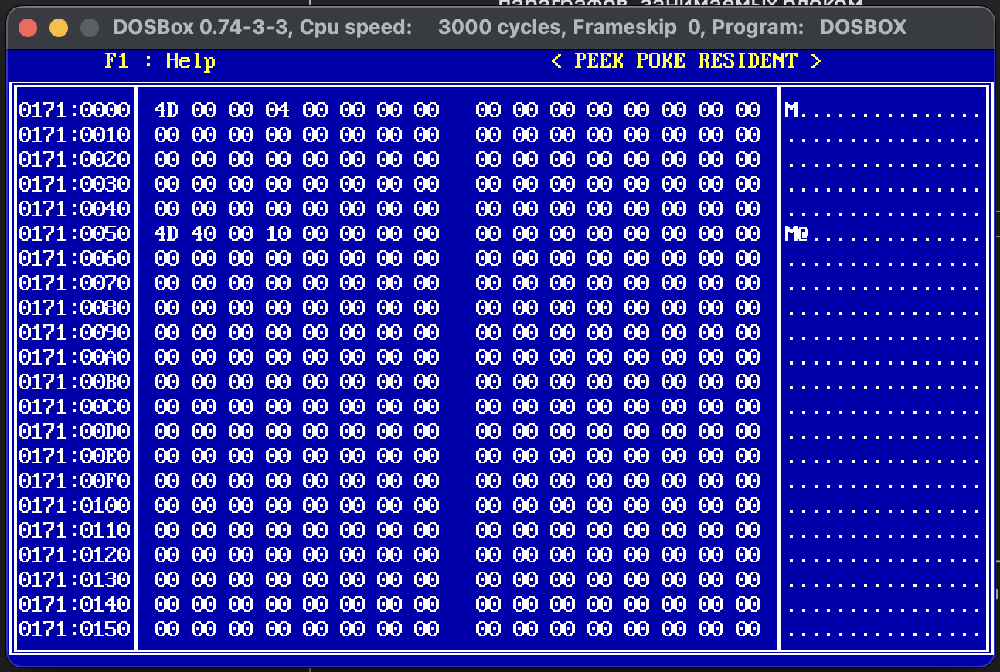 параграфов, занимаемых блоком
DOSBox 0.74-3-3, Cpu speed: 3000 cycles, Frameskip 0, Program: DOSBOX
F1 : Help < PEEK POKE RESIDENT >
0171:0000 4D 00 00 04 00 00 00 00 00 00 00 00 00 00 00 00 M...............
0171:0010 00 00 00 00 00 00 00 00 00 00 00 00 00 00 00 00 ................
0171:0020 00 00 00 00 00 00 00 00 00 00 00 00 00 00 00 00 ................
0171:0030 00 00 00 00 00 00 00 00 00 00 00 00 00 00 00 00 ................
0171:0040 00 00 00 00 00 00 00 00 00 00 00 00 00 00 00 00 ................
0171:0050 4D 40 00 10 00 00 00 00 00 00 00 00 00 00 00 00 M@..............
0171:0060 00 00 00 00 00 00 00 00 00 00 00 00 00 00 00 00 ................
0171:0070 00 00 00 00 00 00 00 00 00 00 00 00 00 00 00 00 ................
0171:0080 00 00 00 00 00 00 00 00 00 00 00 00 00 00 00 00 ................
0171:0090 00 00 00 00 00 00 00 00 00 00 00 00 00 00 00 00 ................
0171:00A0 00 00 00 00 00 00 00 00 00 00 00 00 00 00 00 00 ................
0171:00B0 00 00 00 00 00 00 00 00 00 00 00 00 00 00 00 00 ................
0171:00C0 00 00 00 00 00 00 00 00 00 00 00 00 00 00 00 00 ................
0171:00D0 00 00 00 00 00 00 00 00 00 00 00 00 00 00 00 00 ................
0171:00E0 00 00 00 00 00 00 00 00 00 00 00 00 00 00 00 00 ................
0171:00F0 00 00 00 00 00 00 00 00 00 00 00 00 00 00 00 00 ................
0171:0100 00 00 00 00 00 00 00 00 00 00 00 00 00 00 00 00 ................
0171:0110 00 00 00 00 00 00 00 00 00 00 00 00 00 00 00 00 ................
0171:0120 00 00 00 00 00 00 00 00 00 00 00 00 00 00 00 00 ................
0171:0130 00 00 00 00 00 00 00 00 00 00 00 00 00 00 00 00 ................
0171:0140 00 00 00 00 00 00 00 00 00 00 00 00 00 00 00 00 ................
0171:0150 00 00 00 00 00 00 00 00 00 00 00 00 00 00 00 00 ................